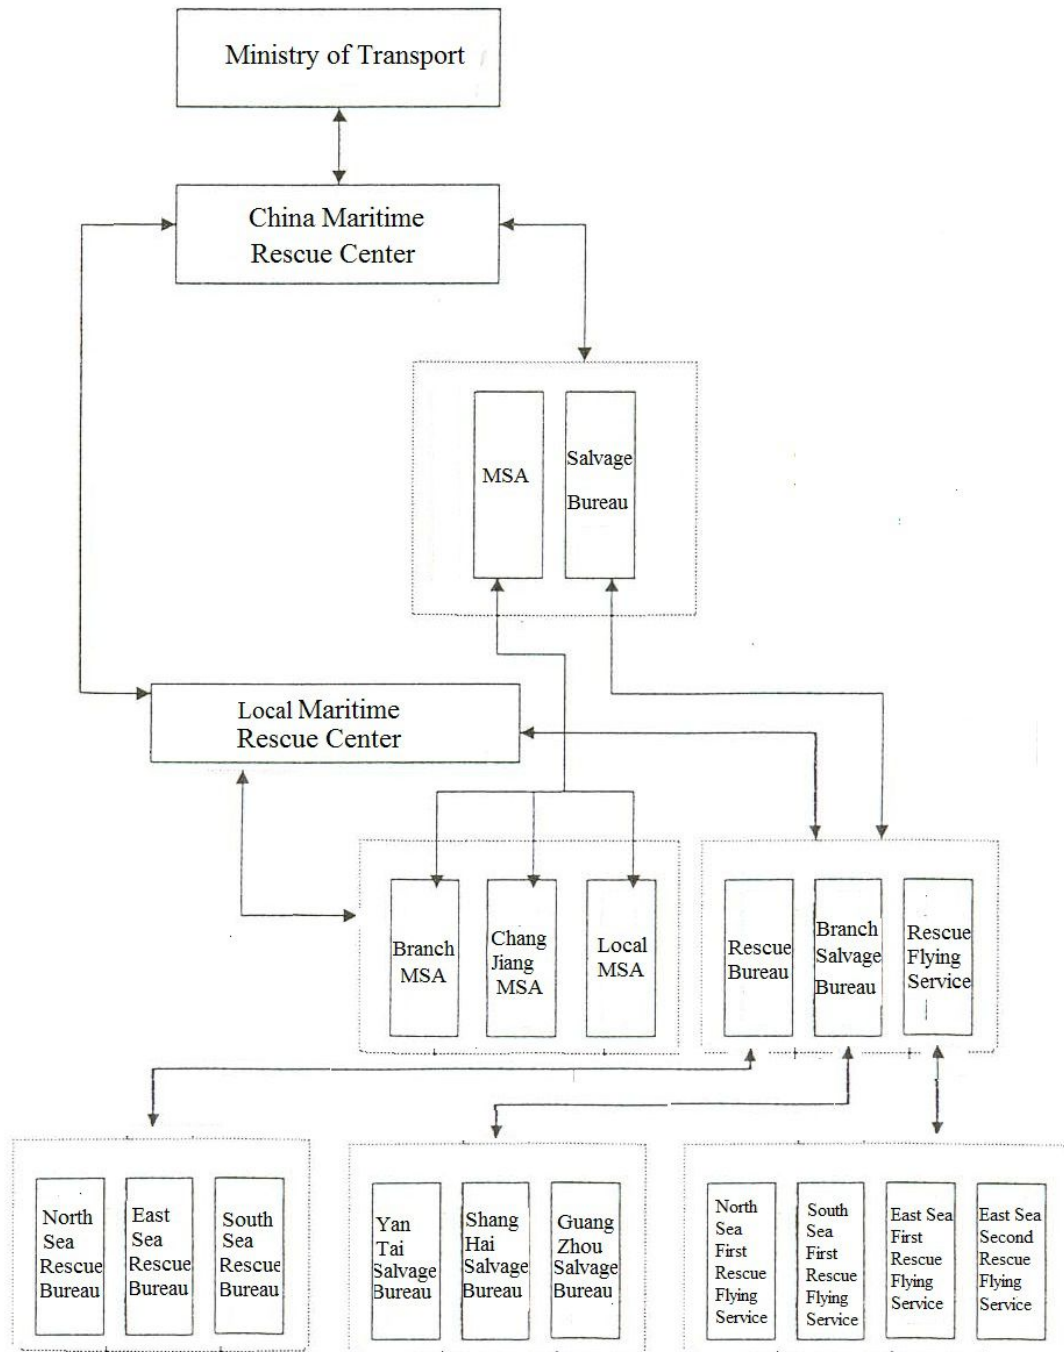 Ministry of Transport
China Maritime
Rescue Center
MSA
Salvage
Bureau
Local Maritime
Rescue Center
Branch
MSA
Chang
Jiang
MSA
Local
MSA
Rescue
Bureau
Branch
Salvage
Bureau
Rescue
Flying
Service
North
Sea
Rescue
Bureau
East
Sea
Rescue
Bureau
South
Sea
Rescue
Bureau
Yan
Tai
Salvage
Bureau
Shang
Hai
Salvage
Bureau
Guang
Zhou
Salvage
Bureau
North
Sea
First
Rescue
Flying
Service
South
Sea
First
Rescue
Flying
Service
East Sea
First
Rescue
Flying
Service
East Sea
Second
Rescue
Flying
Service